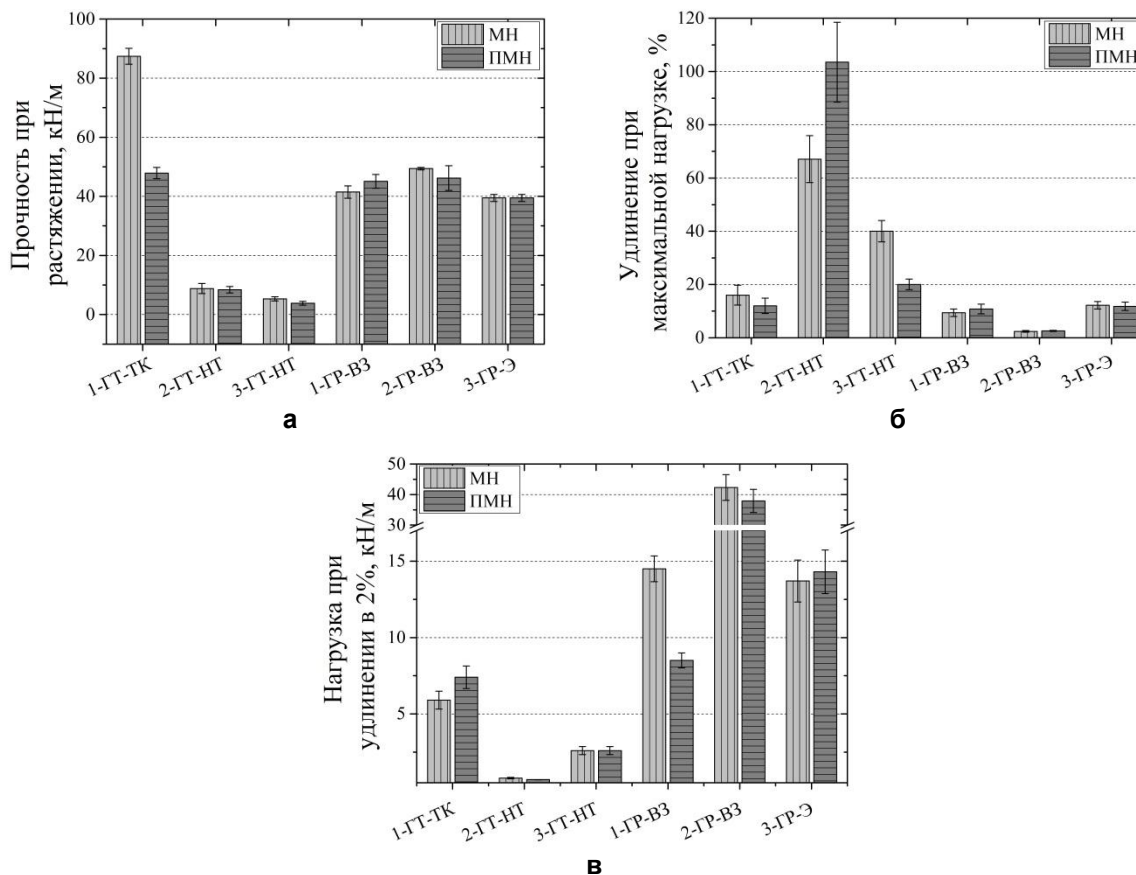 Прочность при
растяжении, кН/м
100
80
60
40
20
0
МН
ПМН
1-ГТ-ТК
2-ГТ-НТ
3-ГТ-НТ
1-ГР-ВЗ
2-ГР-ВЗ
3-ГР-Э
а
Удлинение при
максимальной нагрузке, %
120
100
80
60
40
20
0
МН
ПМН
1-ГТ-ТК
2-ГТ-НТ
3-ГТ-НТ
1-ГР-ВЗ
2-ГР-ВЗ
3-ГР-Э
б
Нагрузка при
удлинении в 2%, кН/м
50
40
30
15
10
5
МН
ПМН
1-ГТ-ТК
2-ГТ-НТ
3-ГТ-НТ
1-ГР-ВЗ
2-ГР-ВЗ
3-ГР-Э
в